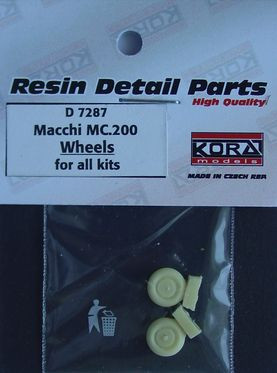 Resin Detail Parts
High Quality
D 7287
Macchi MC.200
Wheels
for all kits
KORA
models
MADE IN CZECH REP.